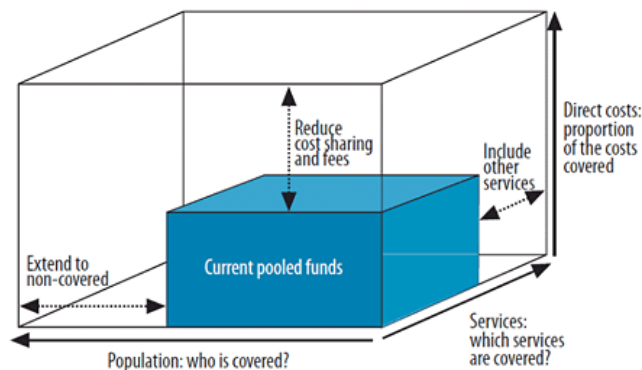 Reduce
cost sharing
and fees
Include
other
services
Direct costs:
proportion
of the costs
covered
Extend to
non-covered
Current pooled funds
Services:
which services
are covered?
Population: who is covered?